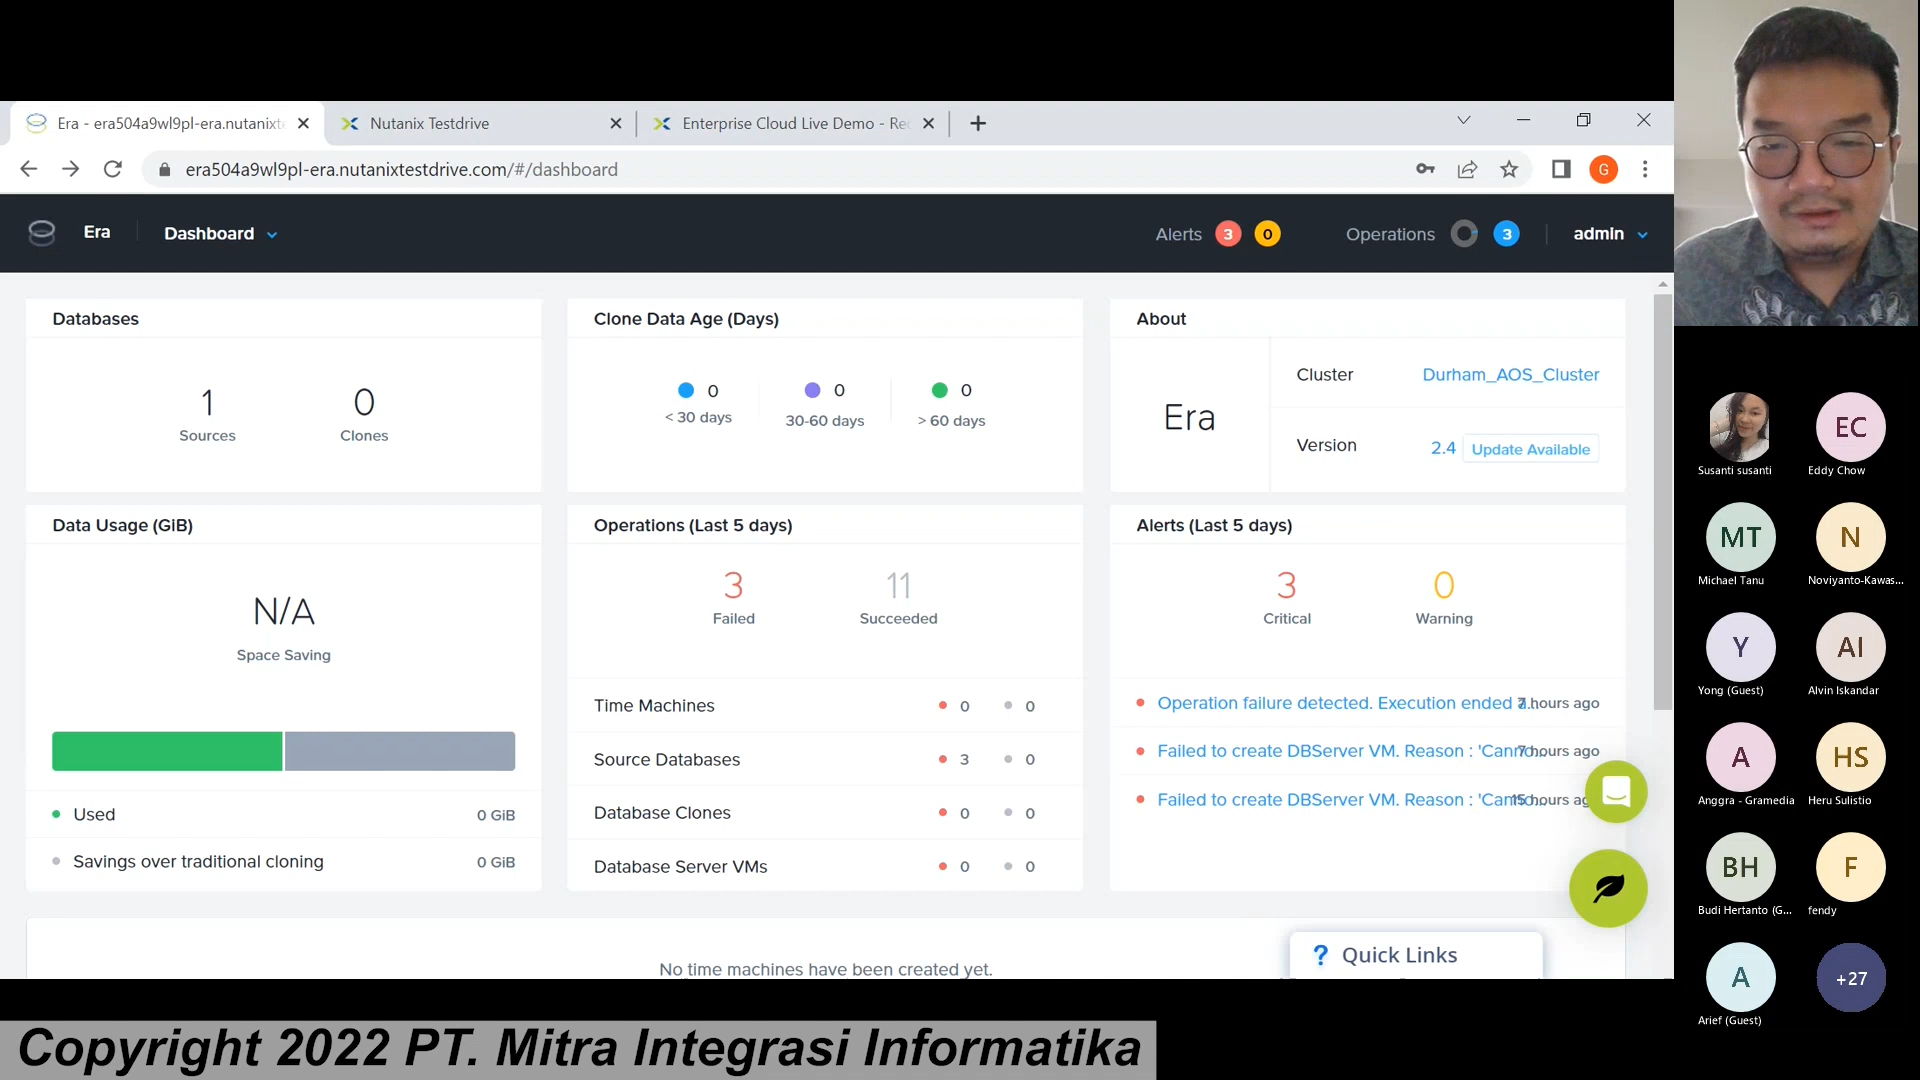 Era - era504a9wl9pl-era.nutanixt
Nutanix Testdrive
Enterprise Cloud Live Demo - Rec
era504a9wl9pl-era.nutanixtestdrive.com/#/dashboard
G
Era
Dashboard
Alerts 3 0
Operations 3
admin
Databases
1
Sources
0
Clones
Clone Data Age (Days)
0
< 30 days
0
30-60 days
0
> 60 days
About
Era
Cluster Durham_AOS_Cluster
Version 2.4 Update Available
Data Usage (GiB)
N/A
Space Saving
Used 0 GiB
Savings over traditional cloning 0 GiB
Operations (Last 5 days)
3
Failed
11
Succeeded
Time Machines 0 0
Source Databases 3 0
Database Clones 0 0
Database Server VMs 0 0
Alerts (Last 5 days)
3
Critical
0
Warning
Operation failure detected. Execution ended hours ago
Failed to create DBServer VM. Reason : 'Canno... 7 hours ago
Failed to create DBServer VM. Reason : 15 hours ag
No time machines have been created yet.
? Quick Links
Susanti susanti
EC
Eddy Chow
MT
Michael Tanu
N
Noviyanto-Kawas...
Y
Yong (Guest)
AI
Alvin Iskandar
A
Anggra - Gramedia
HS
Heru Sulistio
BH
Budi Hertanto (G...
F
fendy
A
Arief (Guest)
+27
Copyright 2022 PT. Mitra Integrasi Informatika